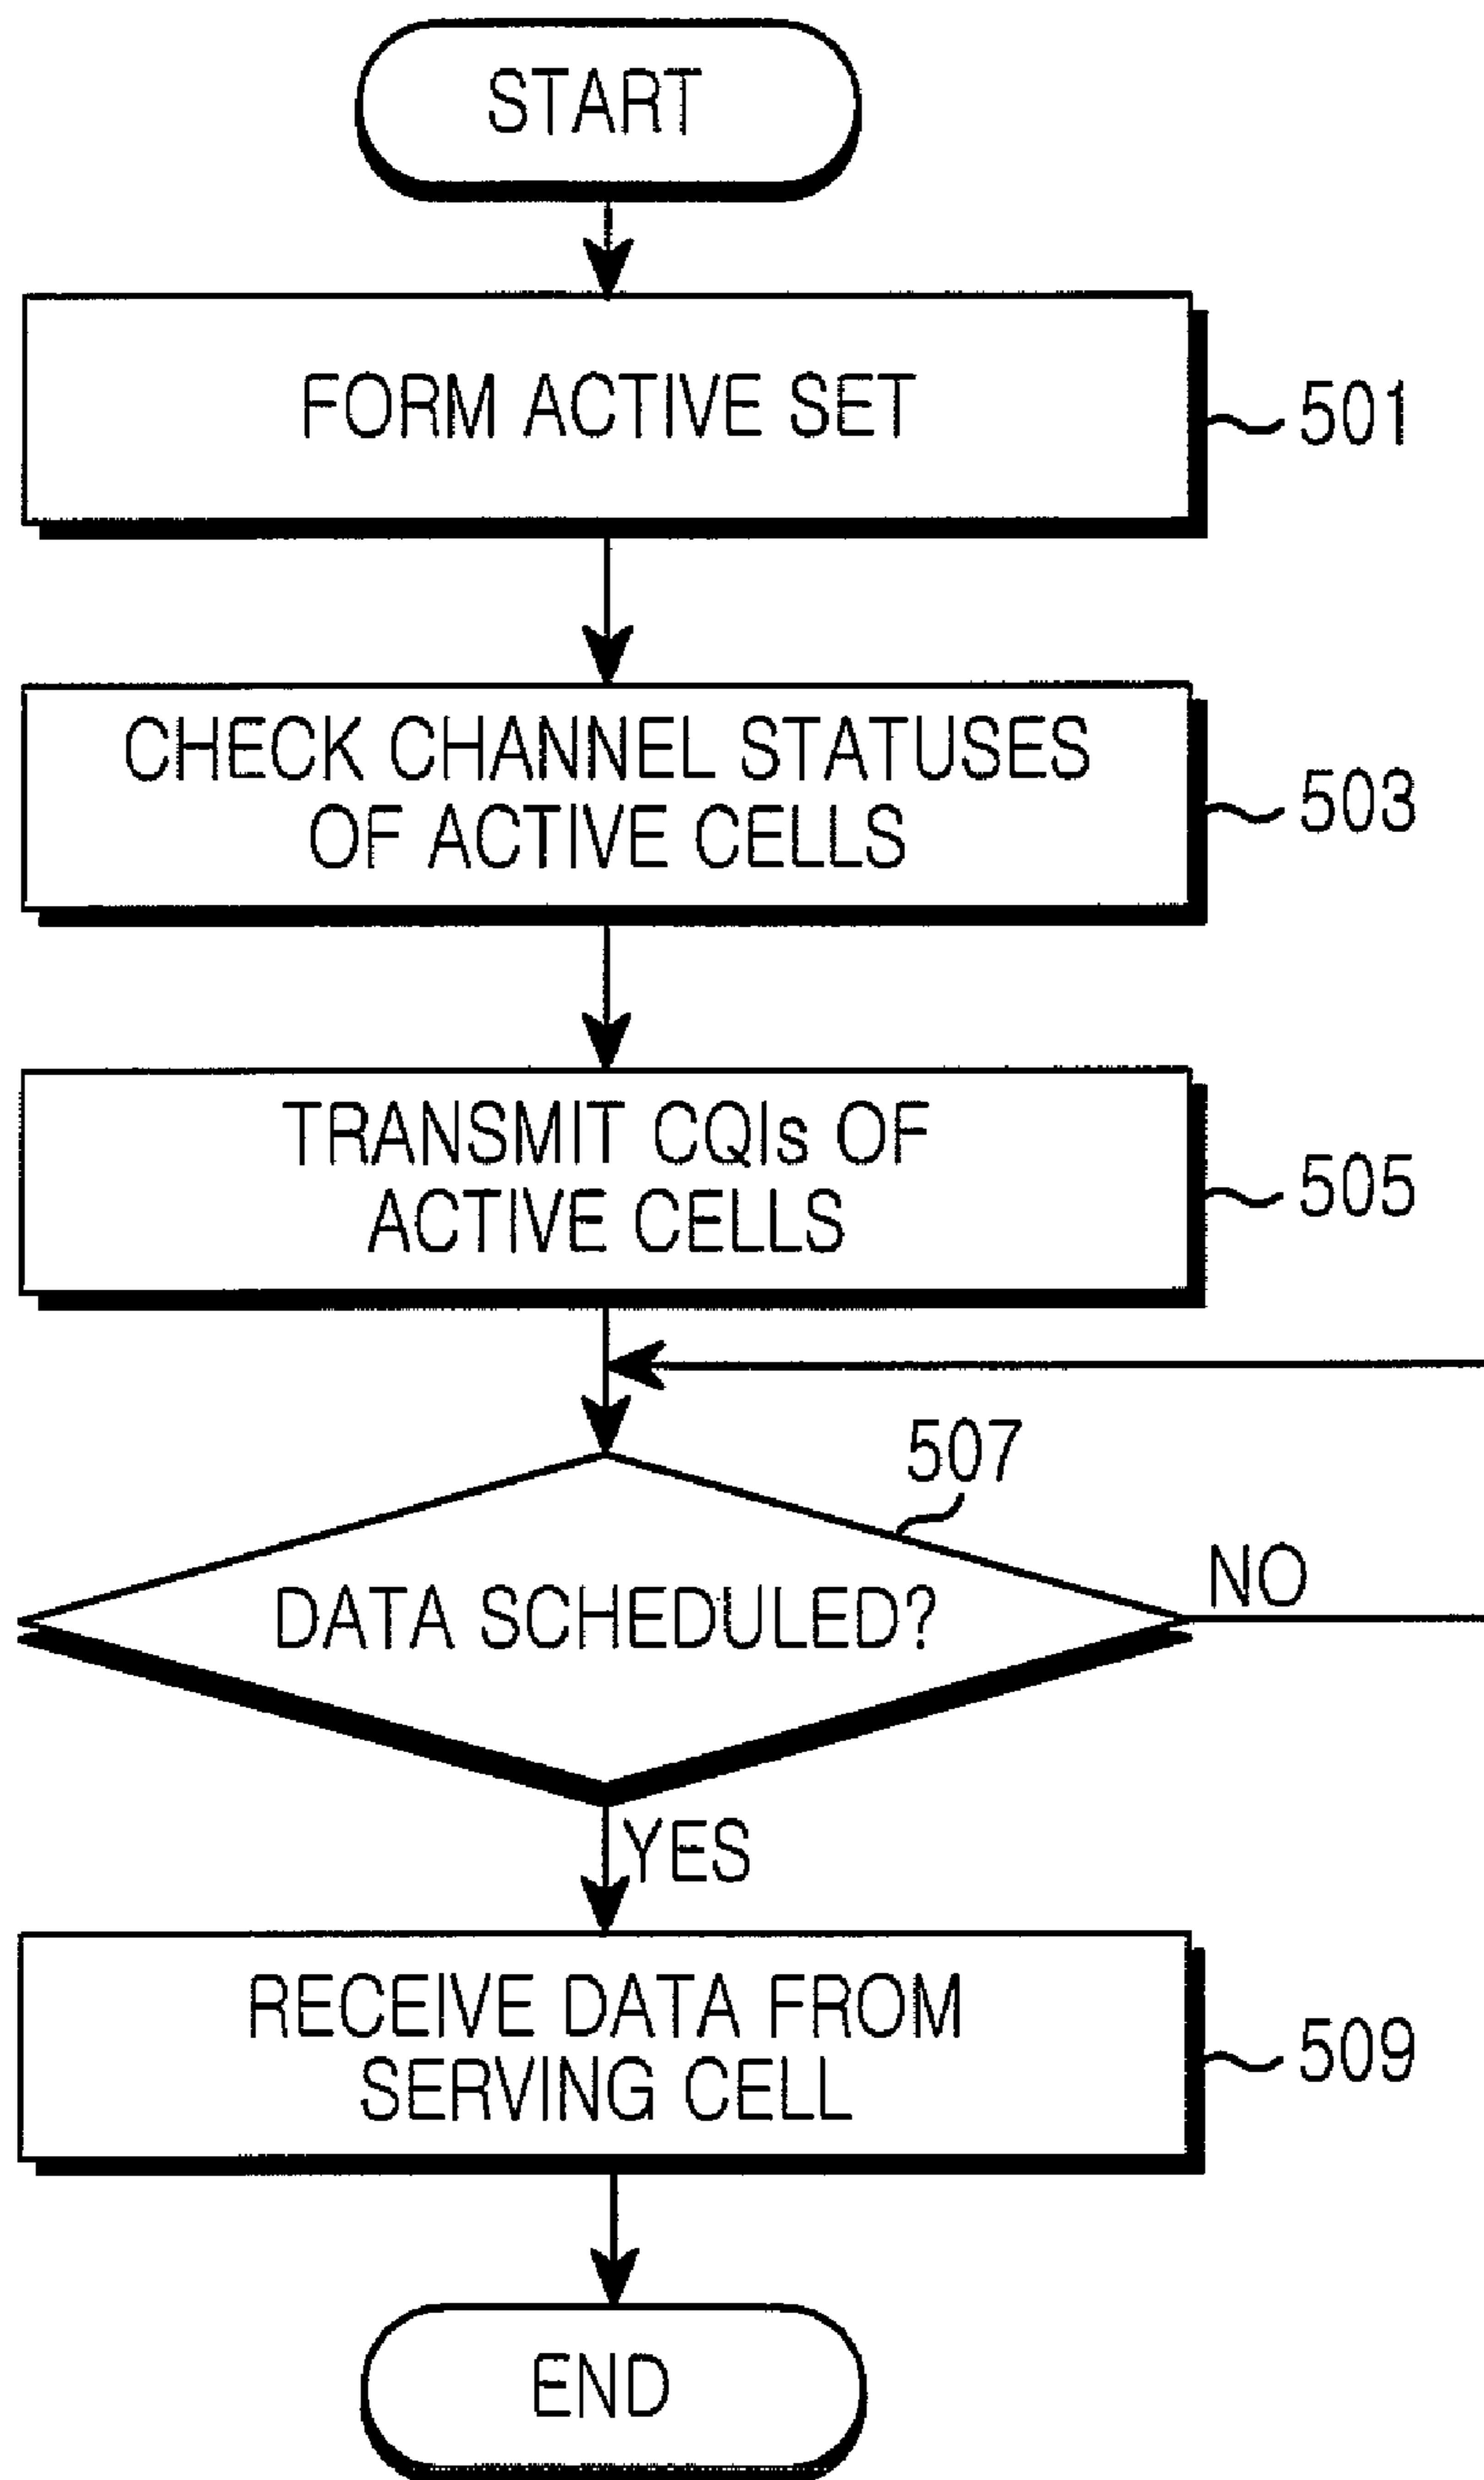 START
FORM ACTIVE SET
501
CHECK CHANNEL STATUSES
OF ACTIVE CELLS
503
TRANSMIT CQIs OF
ACTIVE CELLS
505
507
DATA SCHEDULED?
NO
YES
RECEIVE DATA FROM
SERVING CELL
509
END